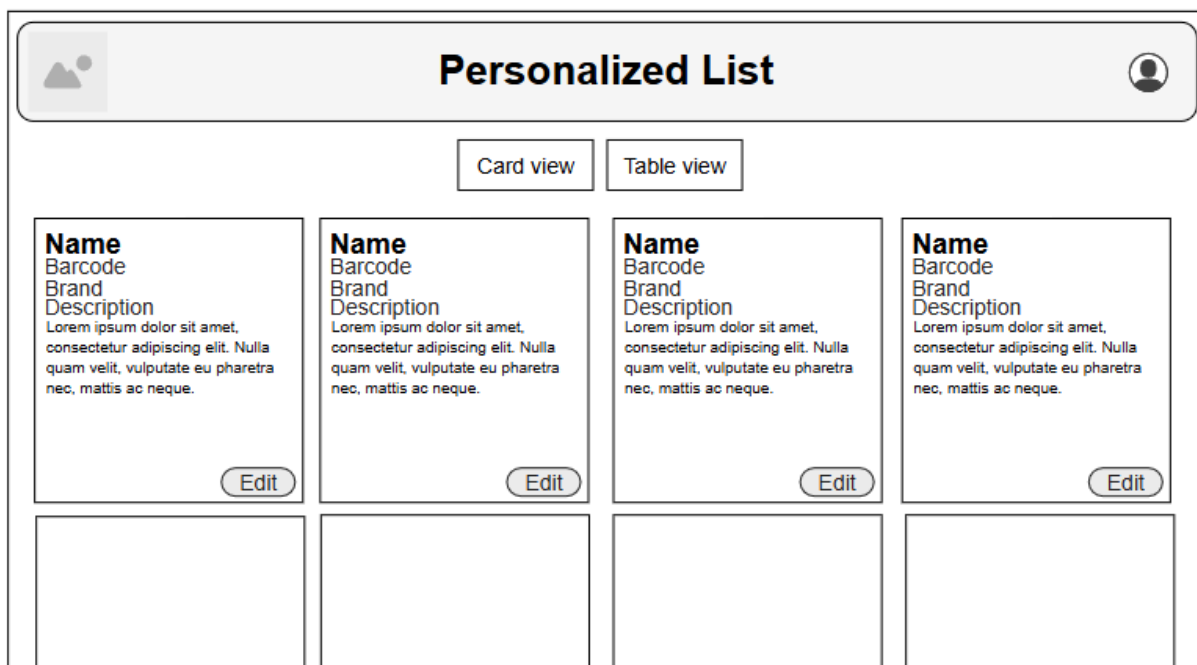 Personalized List
Card view
Table view
Name
Barcode
Brand
Description
Lorem ipsum dolor sit amet,
consectetur adipiscing elit. Nulla
quam velit, vulputate eu pharetra
nec, mattis ac neque.
Edit
Name
Barcode
Brand
Description
Lorem ipsum dolor sit amet,
consectetur adipiscing elit. Nulla
quam velit, vulputate eu pharetra
nec, mattis ac neque.
Edit
Name
Barcode
Brand
Description
Lorem ipsum dolor sit amet,
consectetur adipiscing elit. Nulla
quam velit, vulputate eu pharetra
nec, mattis ac neque.
Edit
Name
Barcode
Brand
Description
Lorem ipsum dolor sit amet,
consectetur adipiscing elit. Nulla
quam velit, vulputate eu pharetra
nec, mattis ac neque.
Edit